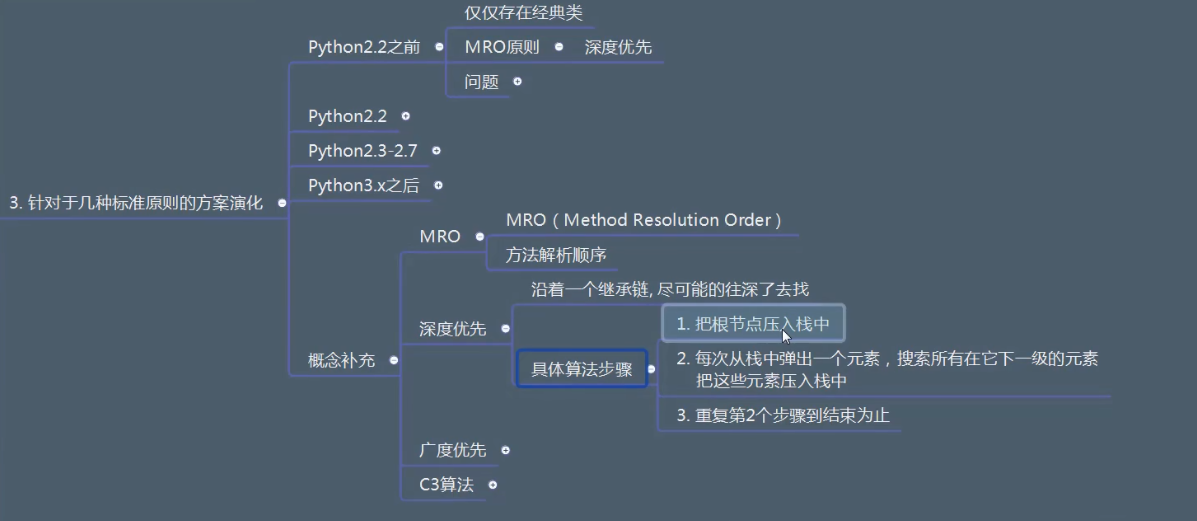 仅仅存在经典类
Python2.2之前
MRO原则
深度优先
问题
Python2.2
Python2.3-2.7
Python3.x之后
3. 针对于几种标准原则的方案演化
MRO
MRO（Method Resolution Order）
方法解析顺序
沿着一个继承链, 尽可能的往深了去找
深度优先
1. 把根节点压入栈中
概念补充
具体算法步骤
2. 每次从栈中弹出一个元素，搜索所有在它下一级的元素
把这些元素压入栈中
3. 重复第2个步骤到结束为止
广度优先
C3算法